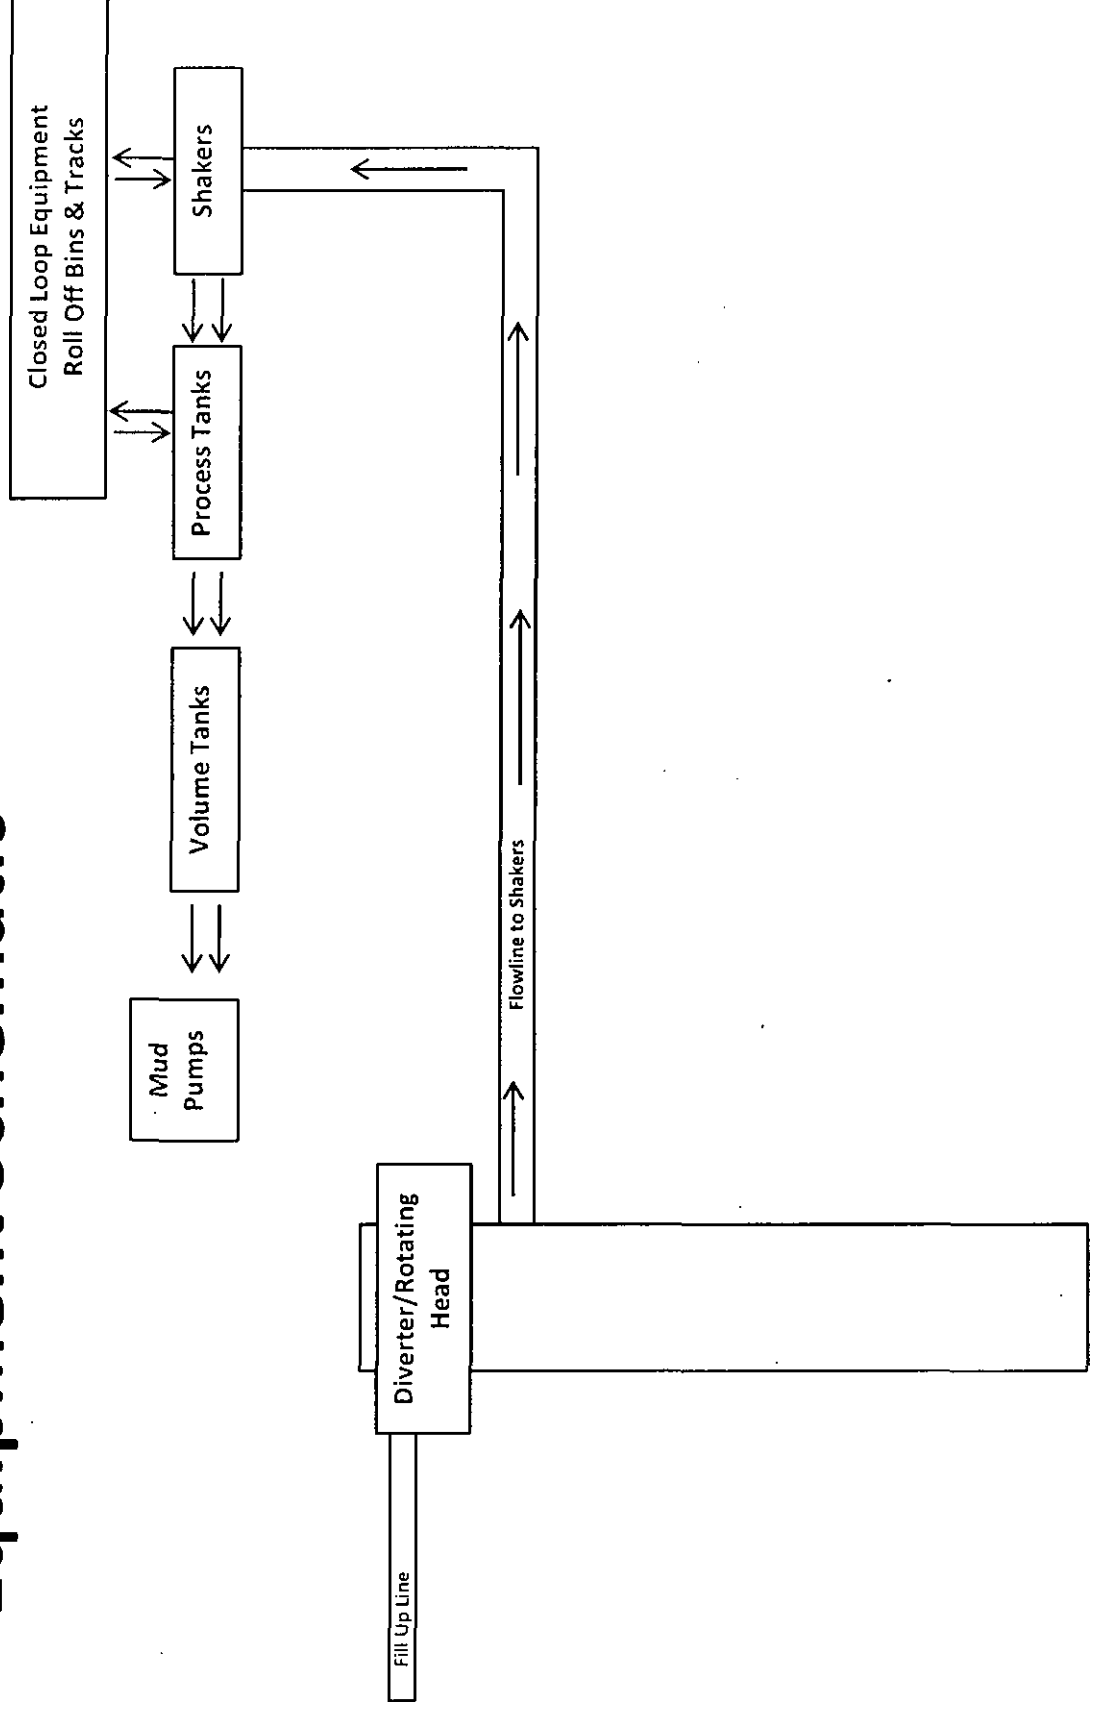 Closed Loop Equipment
Roll Off Bins & Tracks
Mud
Pumps
Volume Tanks
Process Tanks
Shakers
Diverter/Rotating
Head
Fill Up Line
Flowline to Shakers